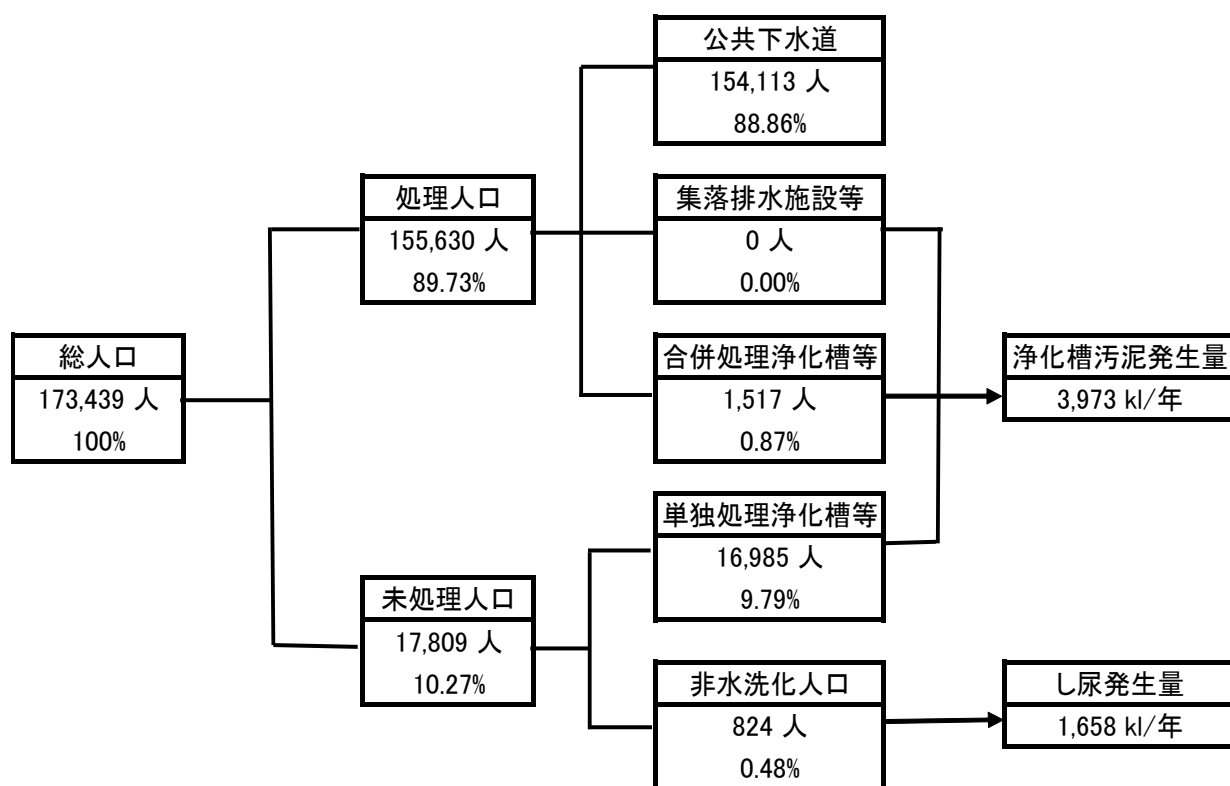 公共下水道
154,113 人
88.86%
処理人口
155,630 人
89.73%
集落排水施設等
0 人
0.00%
総人口
173,439 人
100%
合併処理浄化槽等
1,517 人
0.87%
浄化槽汚泥発生量
3,973 kl/年
単独処理浄化槽等
16,985 人
9.79%
未処理人口
17,809 人
10.27%
非水洗化人口
824 人
0.48%
し尿発生量
1,658 kl/年